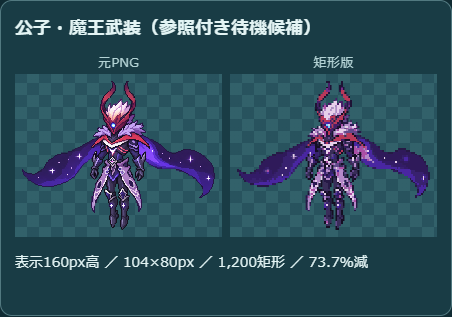 公子・魔王武装（参照付き待機候補）
元PNG
矩形版
表示160px高 ／ 104×80px ／ 1,200矩形 ／ 73.7%減